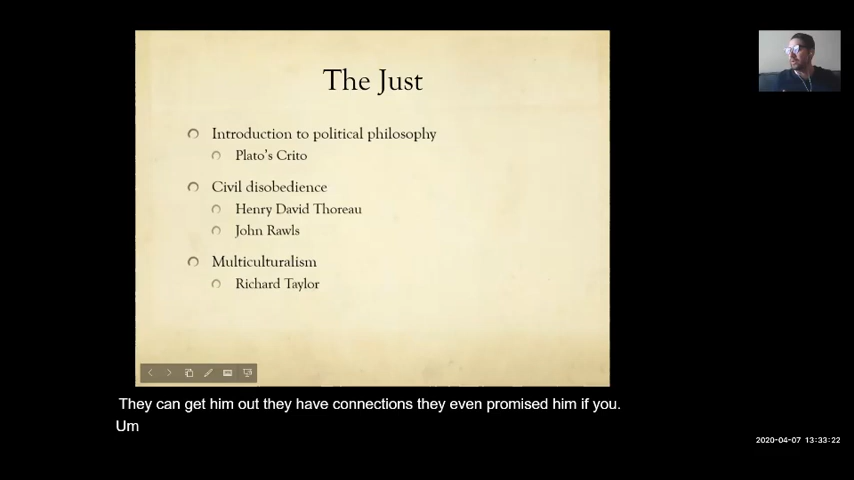 The Just
Introduction to political philosophy
Plato's Crito
Civil disobedience
Henry David Thoreau
John Rawls
Multiculturalism
Richard Taylor
They can get him out they have connections they even promised him if you.
Um
2020-04-07 13:33:22